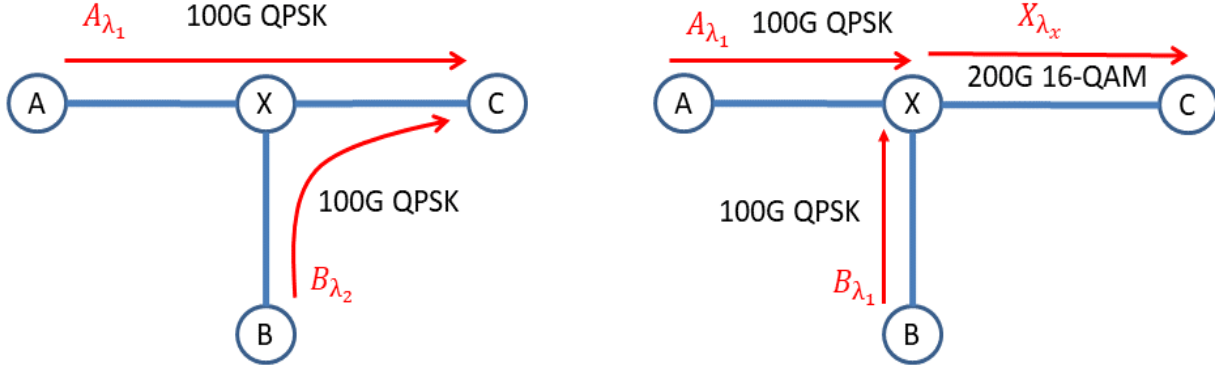 A_λ₁ 100G QPSK
A X C
100G QPSK
B_λ₂
B
A_λ₁ 100G QPSK X_λₓ
200G 16-QAM
A X C
100G QPSK
B_λ₁
B